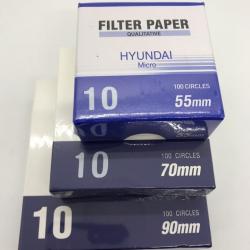 FILTER PAPER
QUALITATIVE
HYUNDAI
Micro
10
100 CIRCLES
55mm
10
100 CIRCLES
70mm
10
100 CIRCLES
90mm